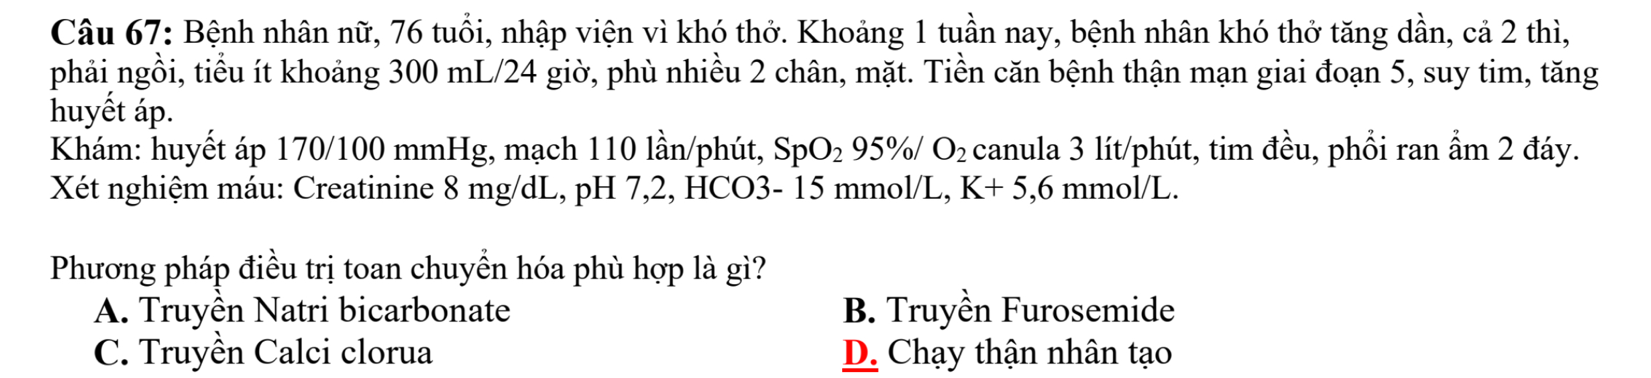 Câu 67: Bệnh nhân nữ, 76 tuổi, nhập viện vì khó thở. Khoảng 1 tuần nay, bệnh nhân khó thở tăng dần, cả 2 thì,
phải ngồi, tiểu ít khoảng 300 mL/24 giờ, phù nhiều 2 chân, mặt. Tiền căn bệnh thận mạn giai đoạn 5, suy tim, tăng
huyết áp.
Khám: huyết áp 170/100 mmHg, mạch 110 lần/phút, SpO₂ 95%/ O₂ canula 3 lít/phút, tim đều, phổi ran ẩm 2 đáy.
Xét nghiệm máu: Creatinine 8 mg/dL, pH 7,2, HCO3- 15 mmol/L, K+ 5,6 mmol/L.
Phương pháp điều trị toan chuyển hóa phù hợp là gì?
A. Truyền Natri bicarbonate B. Truyền Furosemide
C. Truyền Calci clorua D. Chạy thận nhân tạo